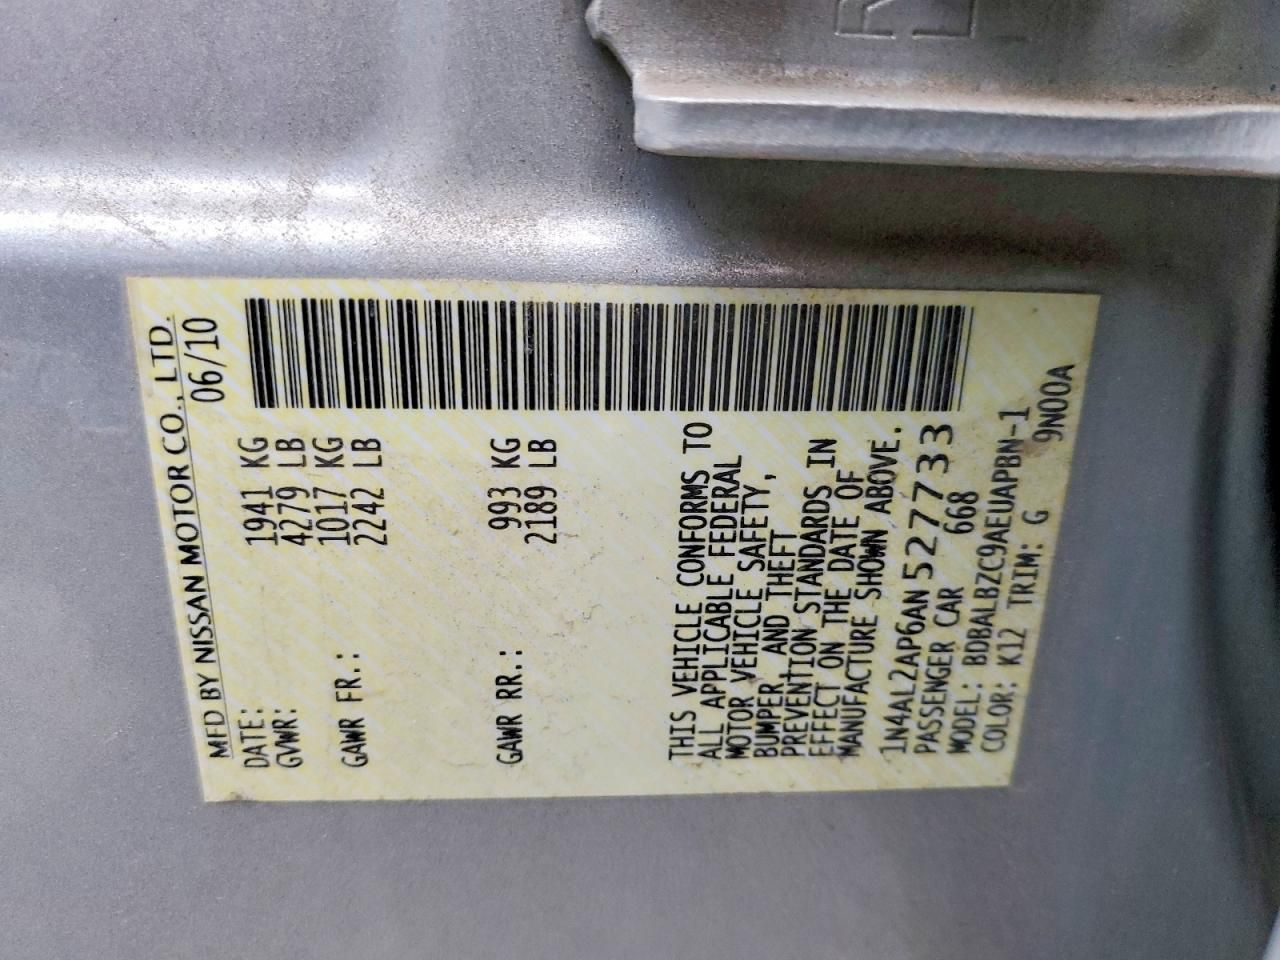 MFD BY NISSAN MOTOR CO., LTD.
DATE: 06/10
GVWR: 1941 KG
4279 LB
GAWR FR.: 1017 KG
2242 LB
GAWR RR.: 993 KG
2189 LB
THIS VEHICLE CONFORMS TO
ALL APPLICABLE FEDERAL
MOTOR VEHICLE SAFETY,
BUMPER AND THEFT
PREVENTION STANDARDS IN
EFFECT ON THE DATE OF
MANUFACTURE SHOWN ABOVE.
1N4AL2AP6AN527733
PASSENGER CAR 668
MODEL: BDBALBZC9AEUAPBN-1
COLOR: K12 TRIM: G 9N00A